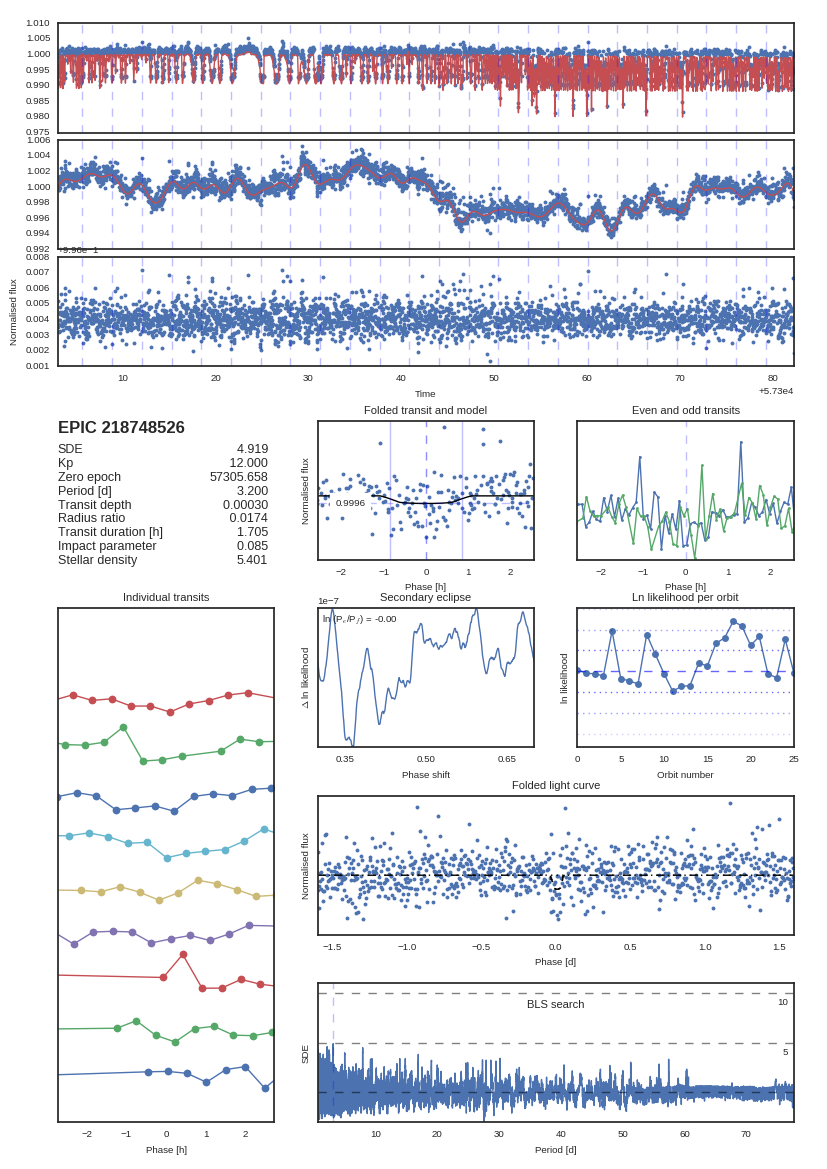 1.010
1.005
1.000
0.995
0.990
0.985
0.980
0.975
1.006
1.004
1.002
1.000
0.998
0.996
0.994
0.992
+9.96e−1
0.008
0.007
0.006
0.005
0.004
0.003
0.002
0.001
Normalised flux
10 20 30 40 50 60 70 80
Time
+5.73e4
EPIC 218748526
SDE 4.919
Kp 12.000
Zero epoch 57305.658
Period [d] 3.200
Transit depth 0.00030
Radius ratio 0.0174
Transit duration [h] 1.705
Impact parameter 0.085
Stellar density 5.401
Folded transit and model
Normalised flux
0.9996
−2 −1 0 1 2
Phase [h]
Even and odd transits
−2 −1 0 1 2
Phase [h]
Individual transits
−2 −1 0 1 2
Phase [h]
Secondary eclipse
1e−7
ln (Pₑ/P_f) = -0.00
Δ ln likelihood
0.35 0.50 0.65
Phase shift
Ln likelihood per orbit
ln likelihood
0 5 10 15 20 25
Orbit number
Folded light curve
Normalised flux
−1.5 −1.0 −0.5 0.0 0.5 1.0 1.5
Phase [d]
BLS search
10
5
SDE
10 20 30 40 50 60 70
Period [d]